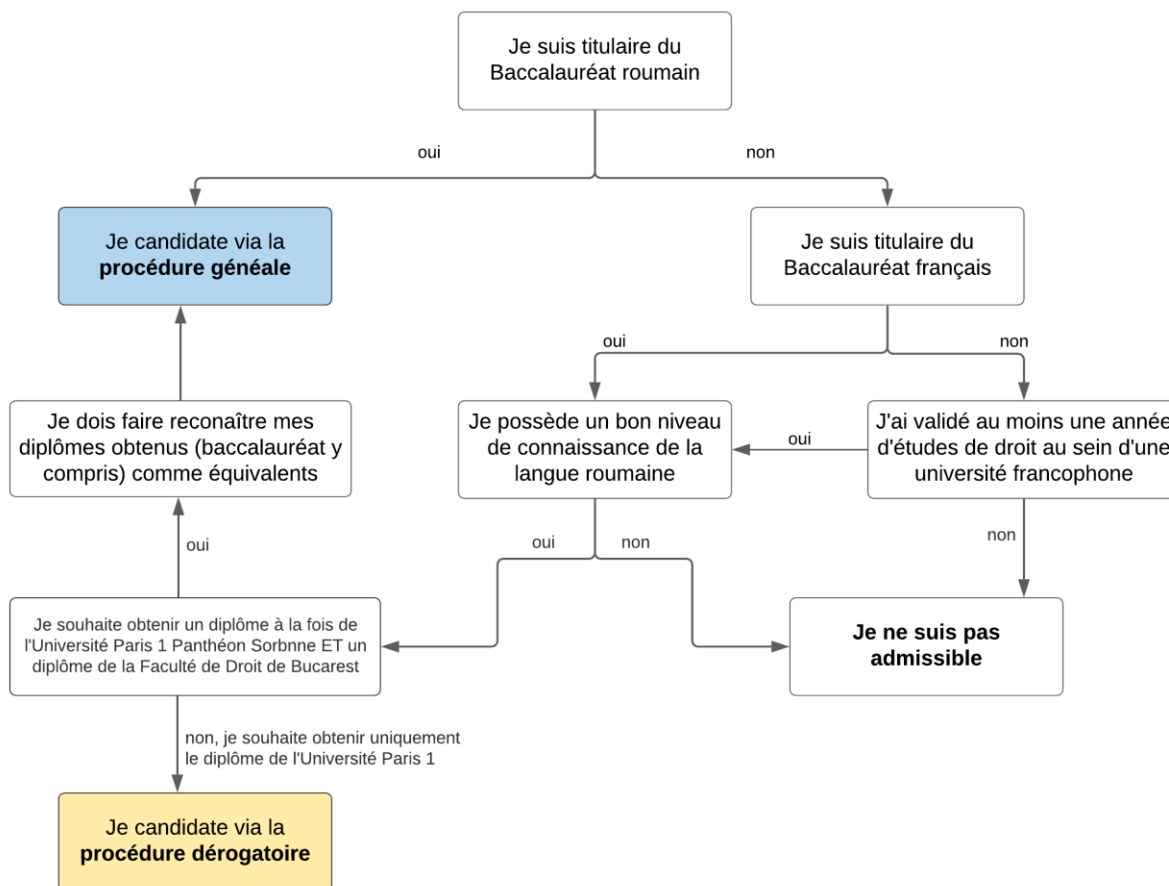 Je suis titulaire du
Baccalauréat roumain
oui
non
Je candidate via la
procédure généale
Je suis titulaire du
Baccalauréat français
oui
non
Je dois faire reconaître mes
diplômes obtenus (baccalauréat y
compris) comme équivalents
Je possède un bon niveau
de connaissance de la
langue roumaine
oui
J'ai validé au moins une année
d'études de droit au sein d'une
université francophone
oui
oui
non
non
Je souhaite obtenir un diplôme à la fois de
l'Université Paris 1 Panthéon Sorbnne ET un
diplôme de la Faculté de Droit de Bucarest
Je ne suis pas
admissible
non, je souhaite obtenir uniquement
le diplôme de l'Université Paris 1
Je candidate via la
procédure dérogatoire